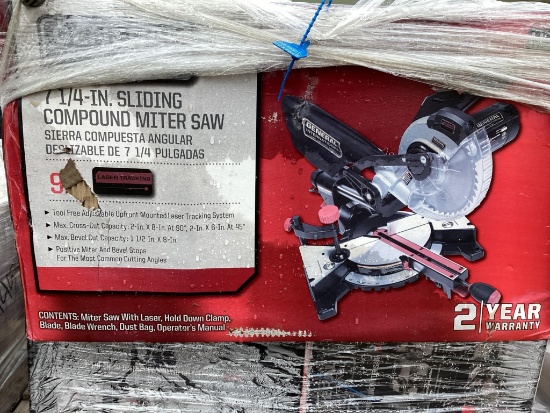 7 1/4-IN. SLIDING
COMPOUND MITER SAW
SIERRA COMPUESTA ANGULAR
DESLIZABLE DE 7 1/4 PULGADAS
9
LASER TRACKING
Tool Free Adjustable Upfront Mounted Laser Tracking System
Max. Cross-Cut Capacity: 2-In. X 8-In. At 90°, 2-In. X 6-In. At 45°
Max. Bevel Cut Capacity: 1 1/2-In. X 8-In.
Positive Miter And Bevel Stops
For The Most Common Cutting Angles
CONTENTS: Miter Saw With Laser, Hold Down Clamp,
Blade, Blade Wrench, Dust Bag, Operator's Manual
GENERAL
2 YEAR
WARRANTY